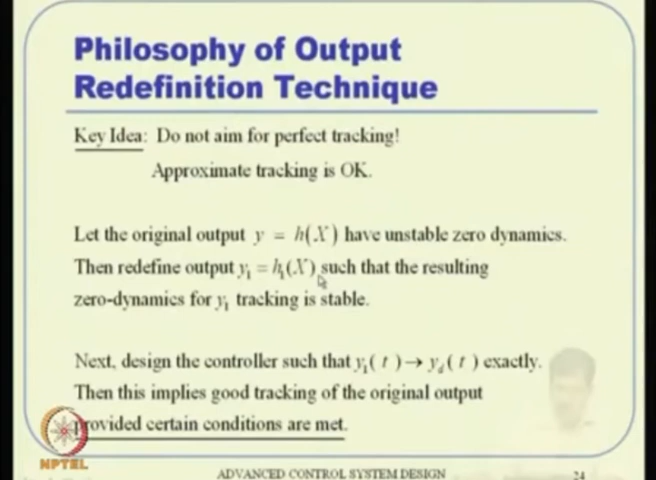 Philosophy of Output
Redefinition Technique
Key Idea: Do not aim for perfect tracking!
Approximate tracking is OK.
Let the original output y = h(X) have unstable zero dynamics.
Then redefine output y₁ = h₁(X) such that the resulting
zero-dynamics for y₁ tracking is stable.
Next, design the controller such that y₁(t) → y_d(t) exactly.
Then this implies good tracking of the original output
provided certain conditions are met.
NPTEL
ADVANCED CONTROL SYSTEM DESIGN
24